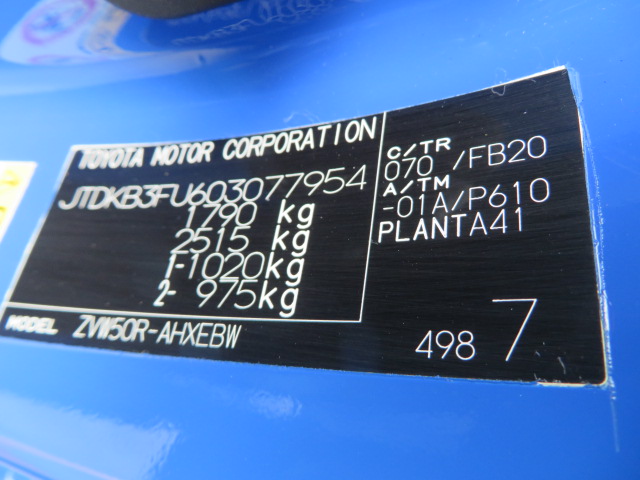 TOYOTA MOTOR CORPORATION
JTDKB3FU603077954
1790 kg
2515 kg
1-1020kg
2- 975kg
MODEL ZVW50R-AHXEBW
C/TR
070 /FB20
A/TM
-01A/P610
PLANTA41
498 7